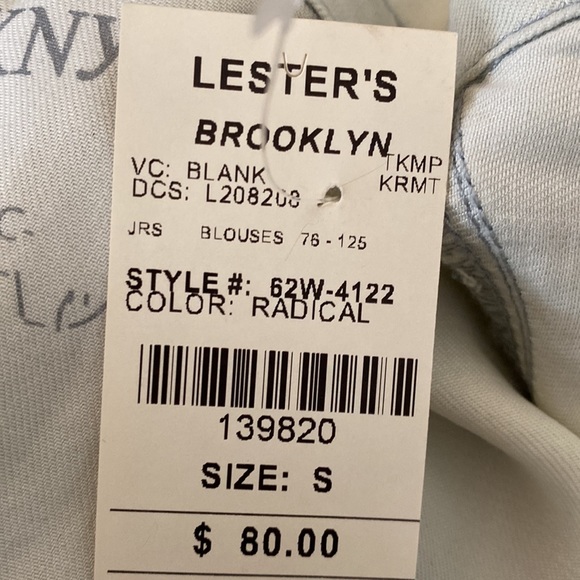 LESTER'S
BROOKLYN
TKMP
VC: BLANK
KRMT
DCS: L208208
JRS BLOUSES 76-125
STYLE #: 62W-4122
COLOR: RADICAL
139820
SIZE: S
$ 80.00